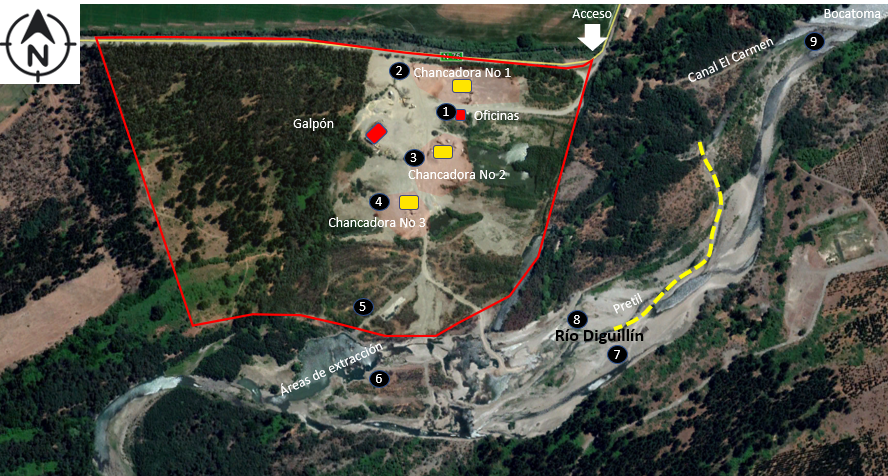 N
Acceso
Bocatoma
9
Canal El Carmen
2
Chancadora No 1
1
Oficinas
Galpón
3
Chancadora No 2
4
Chancadora No 3
5
Pretil
8
Río Diguillín
7
Áreas de extracción
6